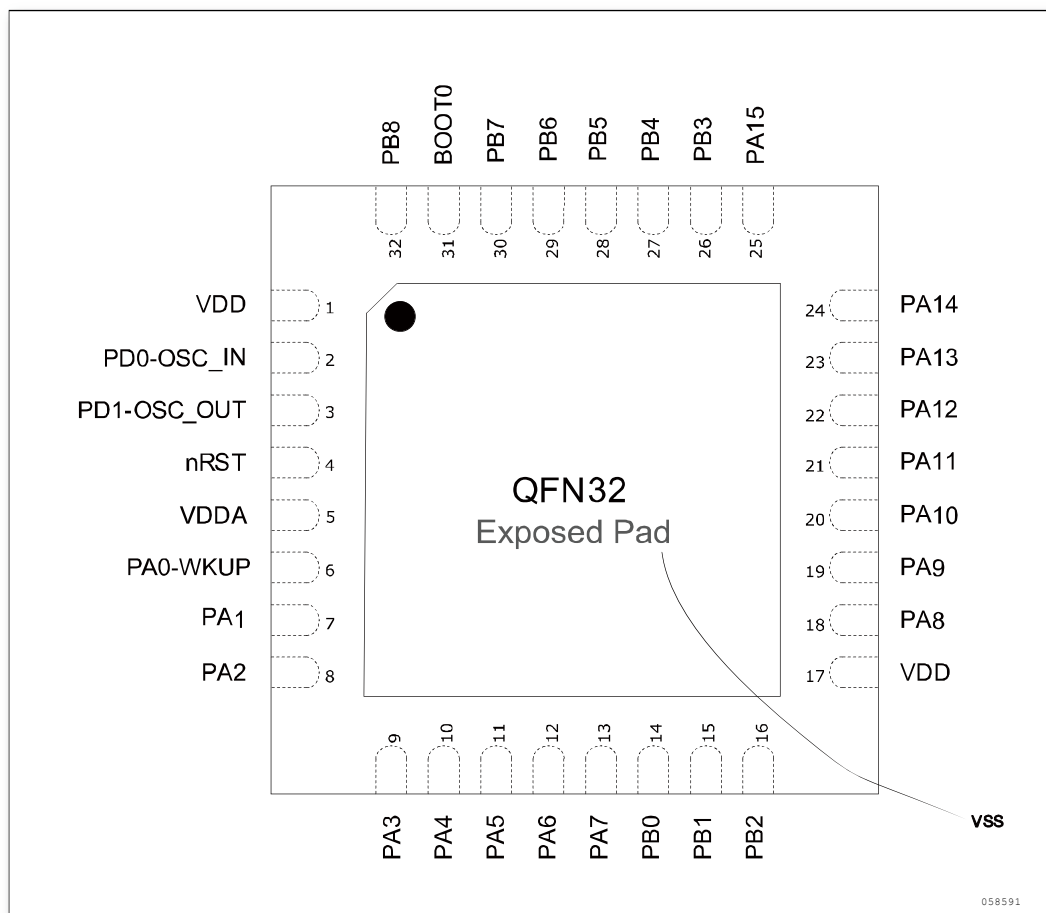 PB8
BOOT0
PB7
PB6
PB5
PB4
PB3
PA15
32
31
30
29
28
27
26
25
VDD 1
PD0-OSC_IN 2
PD1-OSC_OUT 3
nRST 4
VDDA 5
PA0-WKUP 6
PA1 7
PA2 8
QFN32
Exposed Pad
24 PA14
23 PA13
22 PA12
21 PA11
20 PA10
19 PA9
18 PA8
17 VDD
9
10
11
12
13
14
15
16
PA3
PA4
PA5
PA6
PA7
PB0
PB1
PB2
VSS
058591